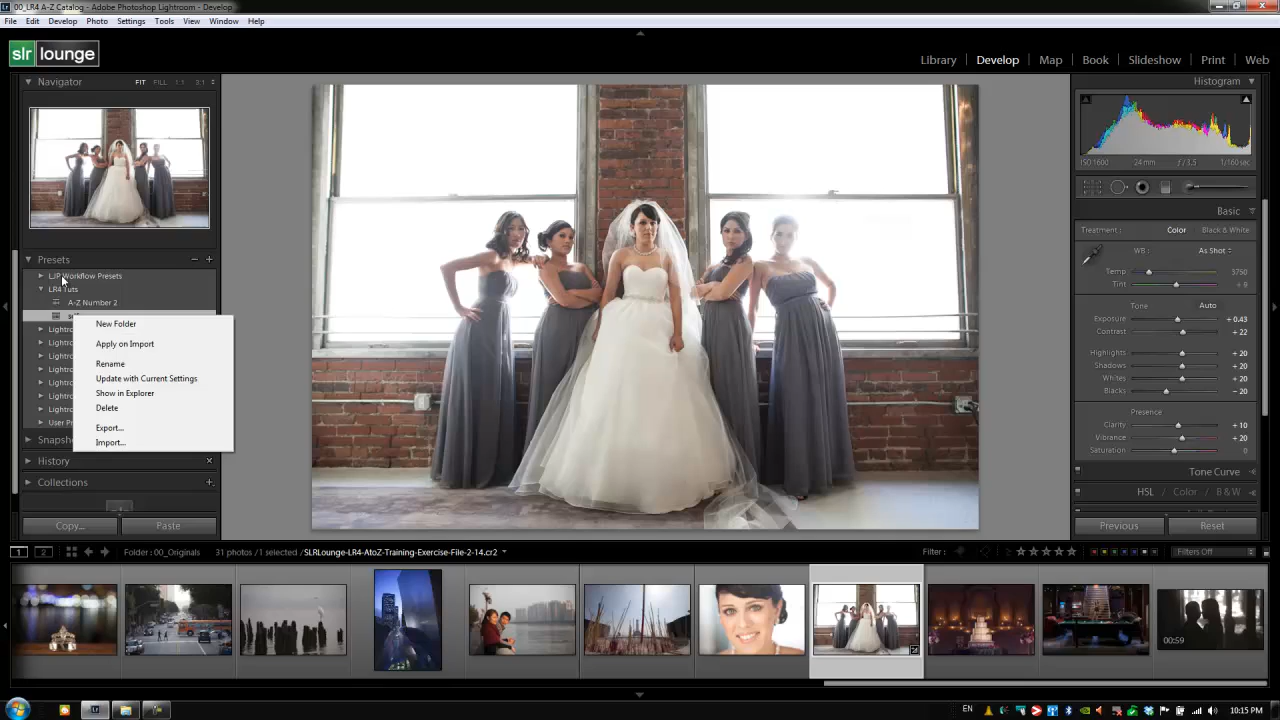 00_LR4 A-Z Catalog - Adobe Photoshop Lightroom - Develop
File Edit Develop Photo Settings Tools View Window Help
slr lounge
Library Develop Map Book Slideshow Print Web
Navigator FIT FILL 1:1 3:1
Histogram
ISO 1600 24 mm f / 3.5 1/160 sec
Basic
Treatment : Color Black & White
WB : As Shot
Temp 3750
Tint + 9
Tone Auto
Exposure + 0.43
Contrast + 22
Highlights + 20
Shadows + 20
Whites + 20
Blacks - 20
Presence
Clarity + 10
Vibrance + 20
Saturation 0
Tone Curve
HSL / Color / B & W
Previous Reset
Presets
LJP Workflow Presets
LR4 Tuts
A-Z Number 2
New Folder
Apply on Import
Rename
Update with Current Settings
Show in Explorer
Delete
Export...
Import...
History
Collections
Copy... Paste
1 2 Folder : 00_Originals 31 photos /1 selected /SLRLounge-LR4-AtoZ-Training-Exercise-File-2-14.cr2 Filter : Filters Off
00:59
EN 10:15 PM